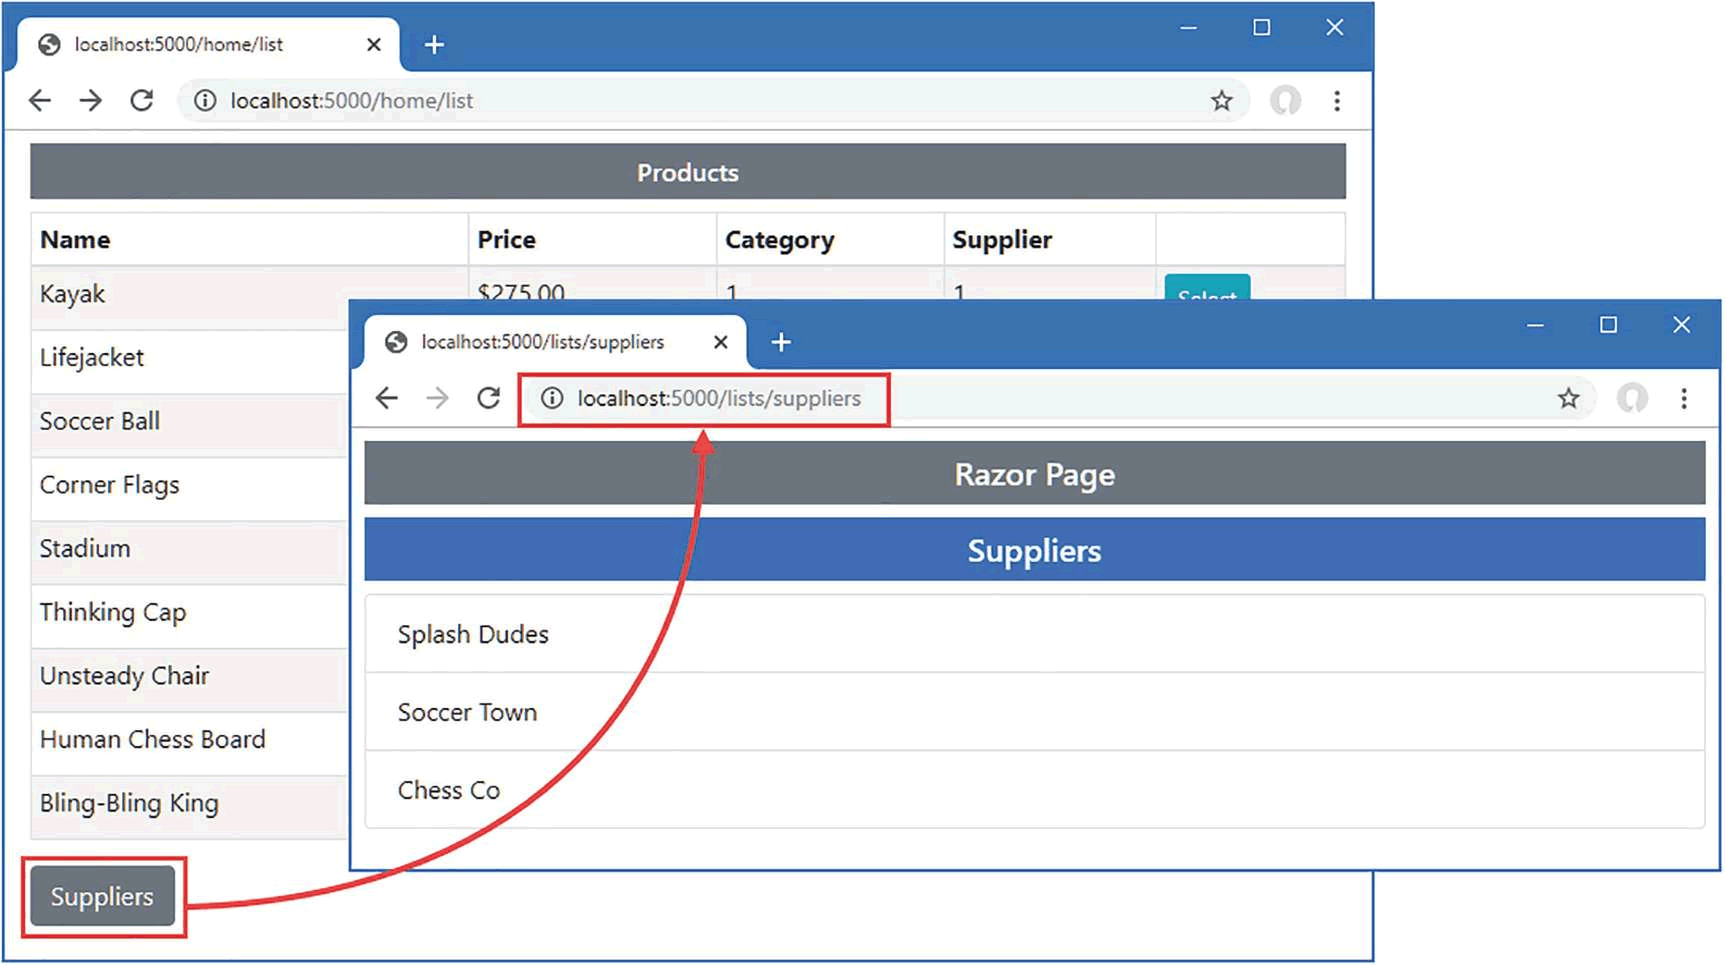 localhost:5000/home/list
localhost:5000/home/list
Products
Name Price Category Supplier
Kayak $275.00 1 1 Select
Lifejacket
Soccer Ball
Corner Flags
Stadium
Thinking Cap
Unsteady Chair
Human Chess Board
Bling-Bling King
Suppliers
localhost:5000/lists/suppliers
localhost:5000/lists/suppliers
Razor Page
Suppliers
Splash Dudes
Soccer Town
Chess Co